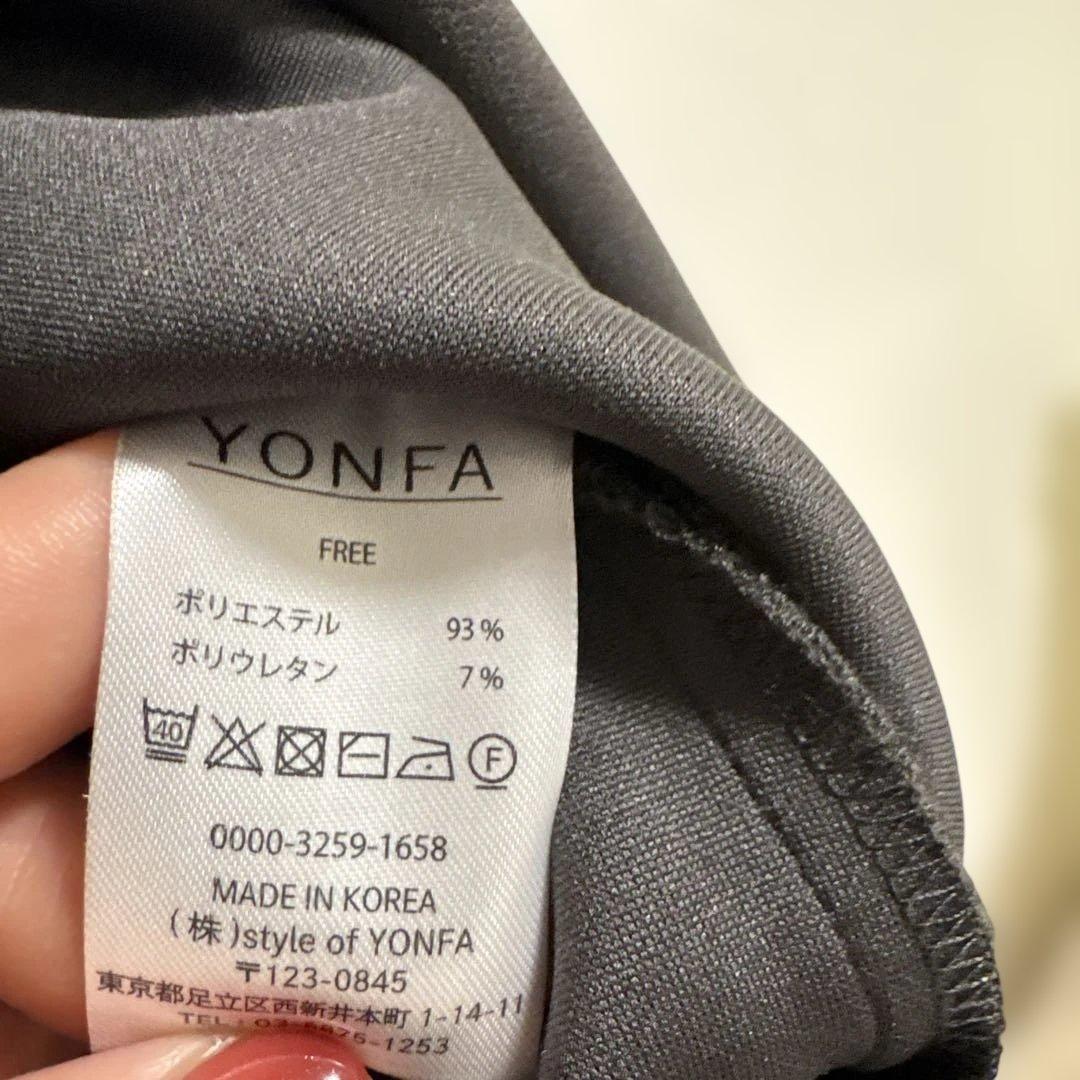 YONFA
FREE
ポリエステル 93%
ポリウレタン 7%
40
F
0000-3259-1658
MADE IN KOREA
(株)style of YONFA
〒123-0845
東京都足立区西新井本町 1-14-11
TEL: